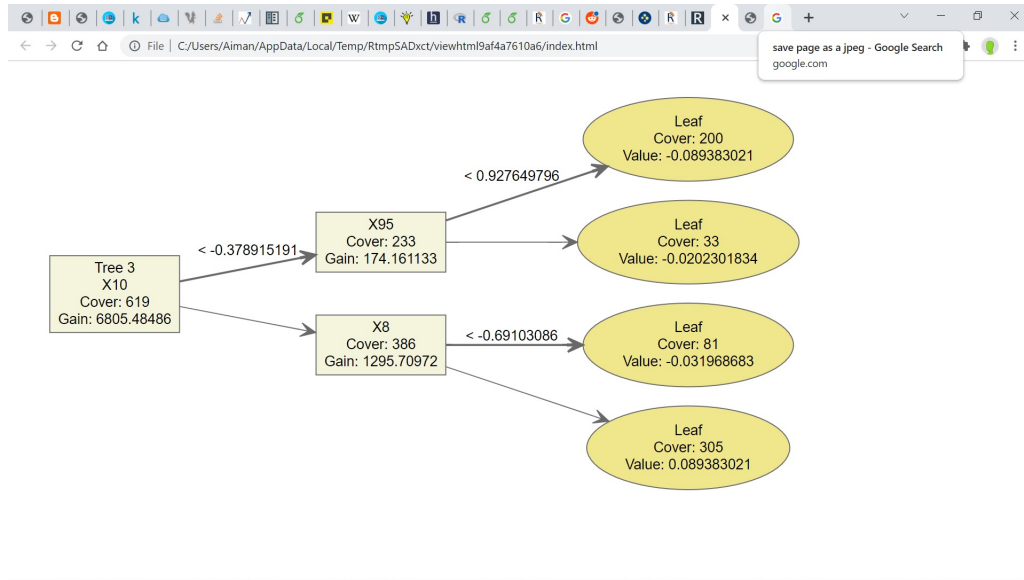 File | C:/Users/Aiman/AppData/Local/Temp/RtmpSADxct/viewhtml9af4a7610a6/index.html
save page as a jpeg - Google Search
google.com
Tree 3
X10
Cover: 619
Gain: 6805.48486
< -0.378915191
X95
Cover: 233
Gain: 174.161133
X8
Cover: 386
Gain: 1295.70972
< 0.927649796
< -0.69103086
Leaf
Cover: 200
Value: -0.089383021
Leaf
Cover: 33
Value: -0.0202301834
Leaf
Cover: 81
Value: -0.031968683
Leaf
Cover: 305
Value: 0.089383021